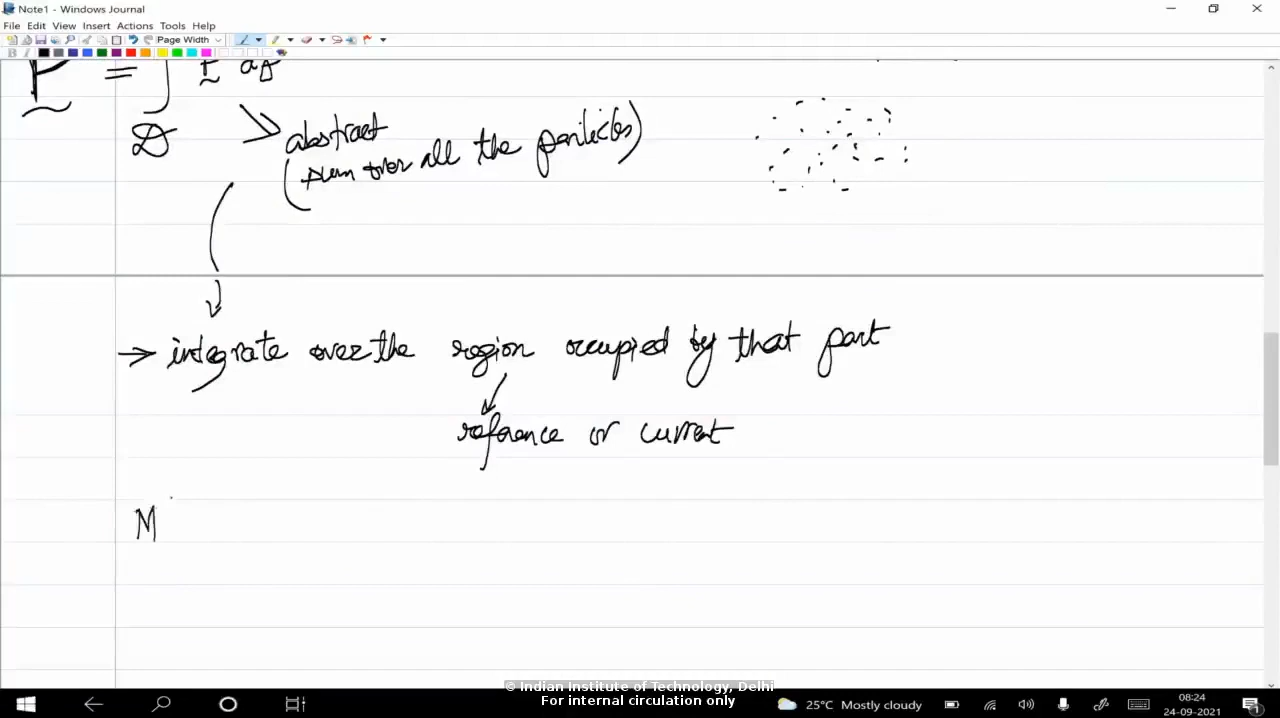 Note1 - Windows Journal
File Edit View Insert Actions Tools Help
Page Width
P = ∫
D
abstract
(sum over all the particles)
→ integrate over the region occupied by that part
reference or current
M
© Indian Institute of Technology, Delhi
For internal circulation only
25°C Mostly cloudy
08:24
24-09-2021